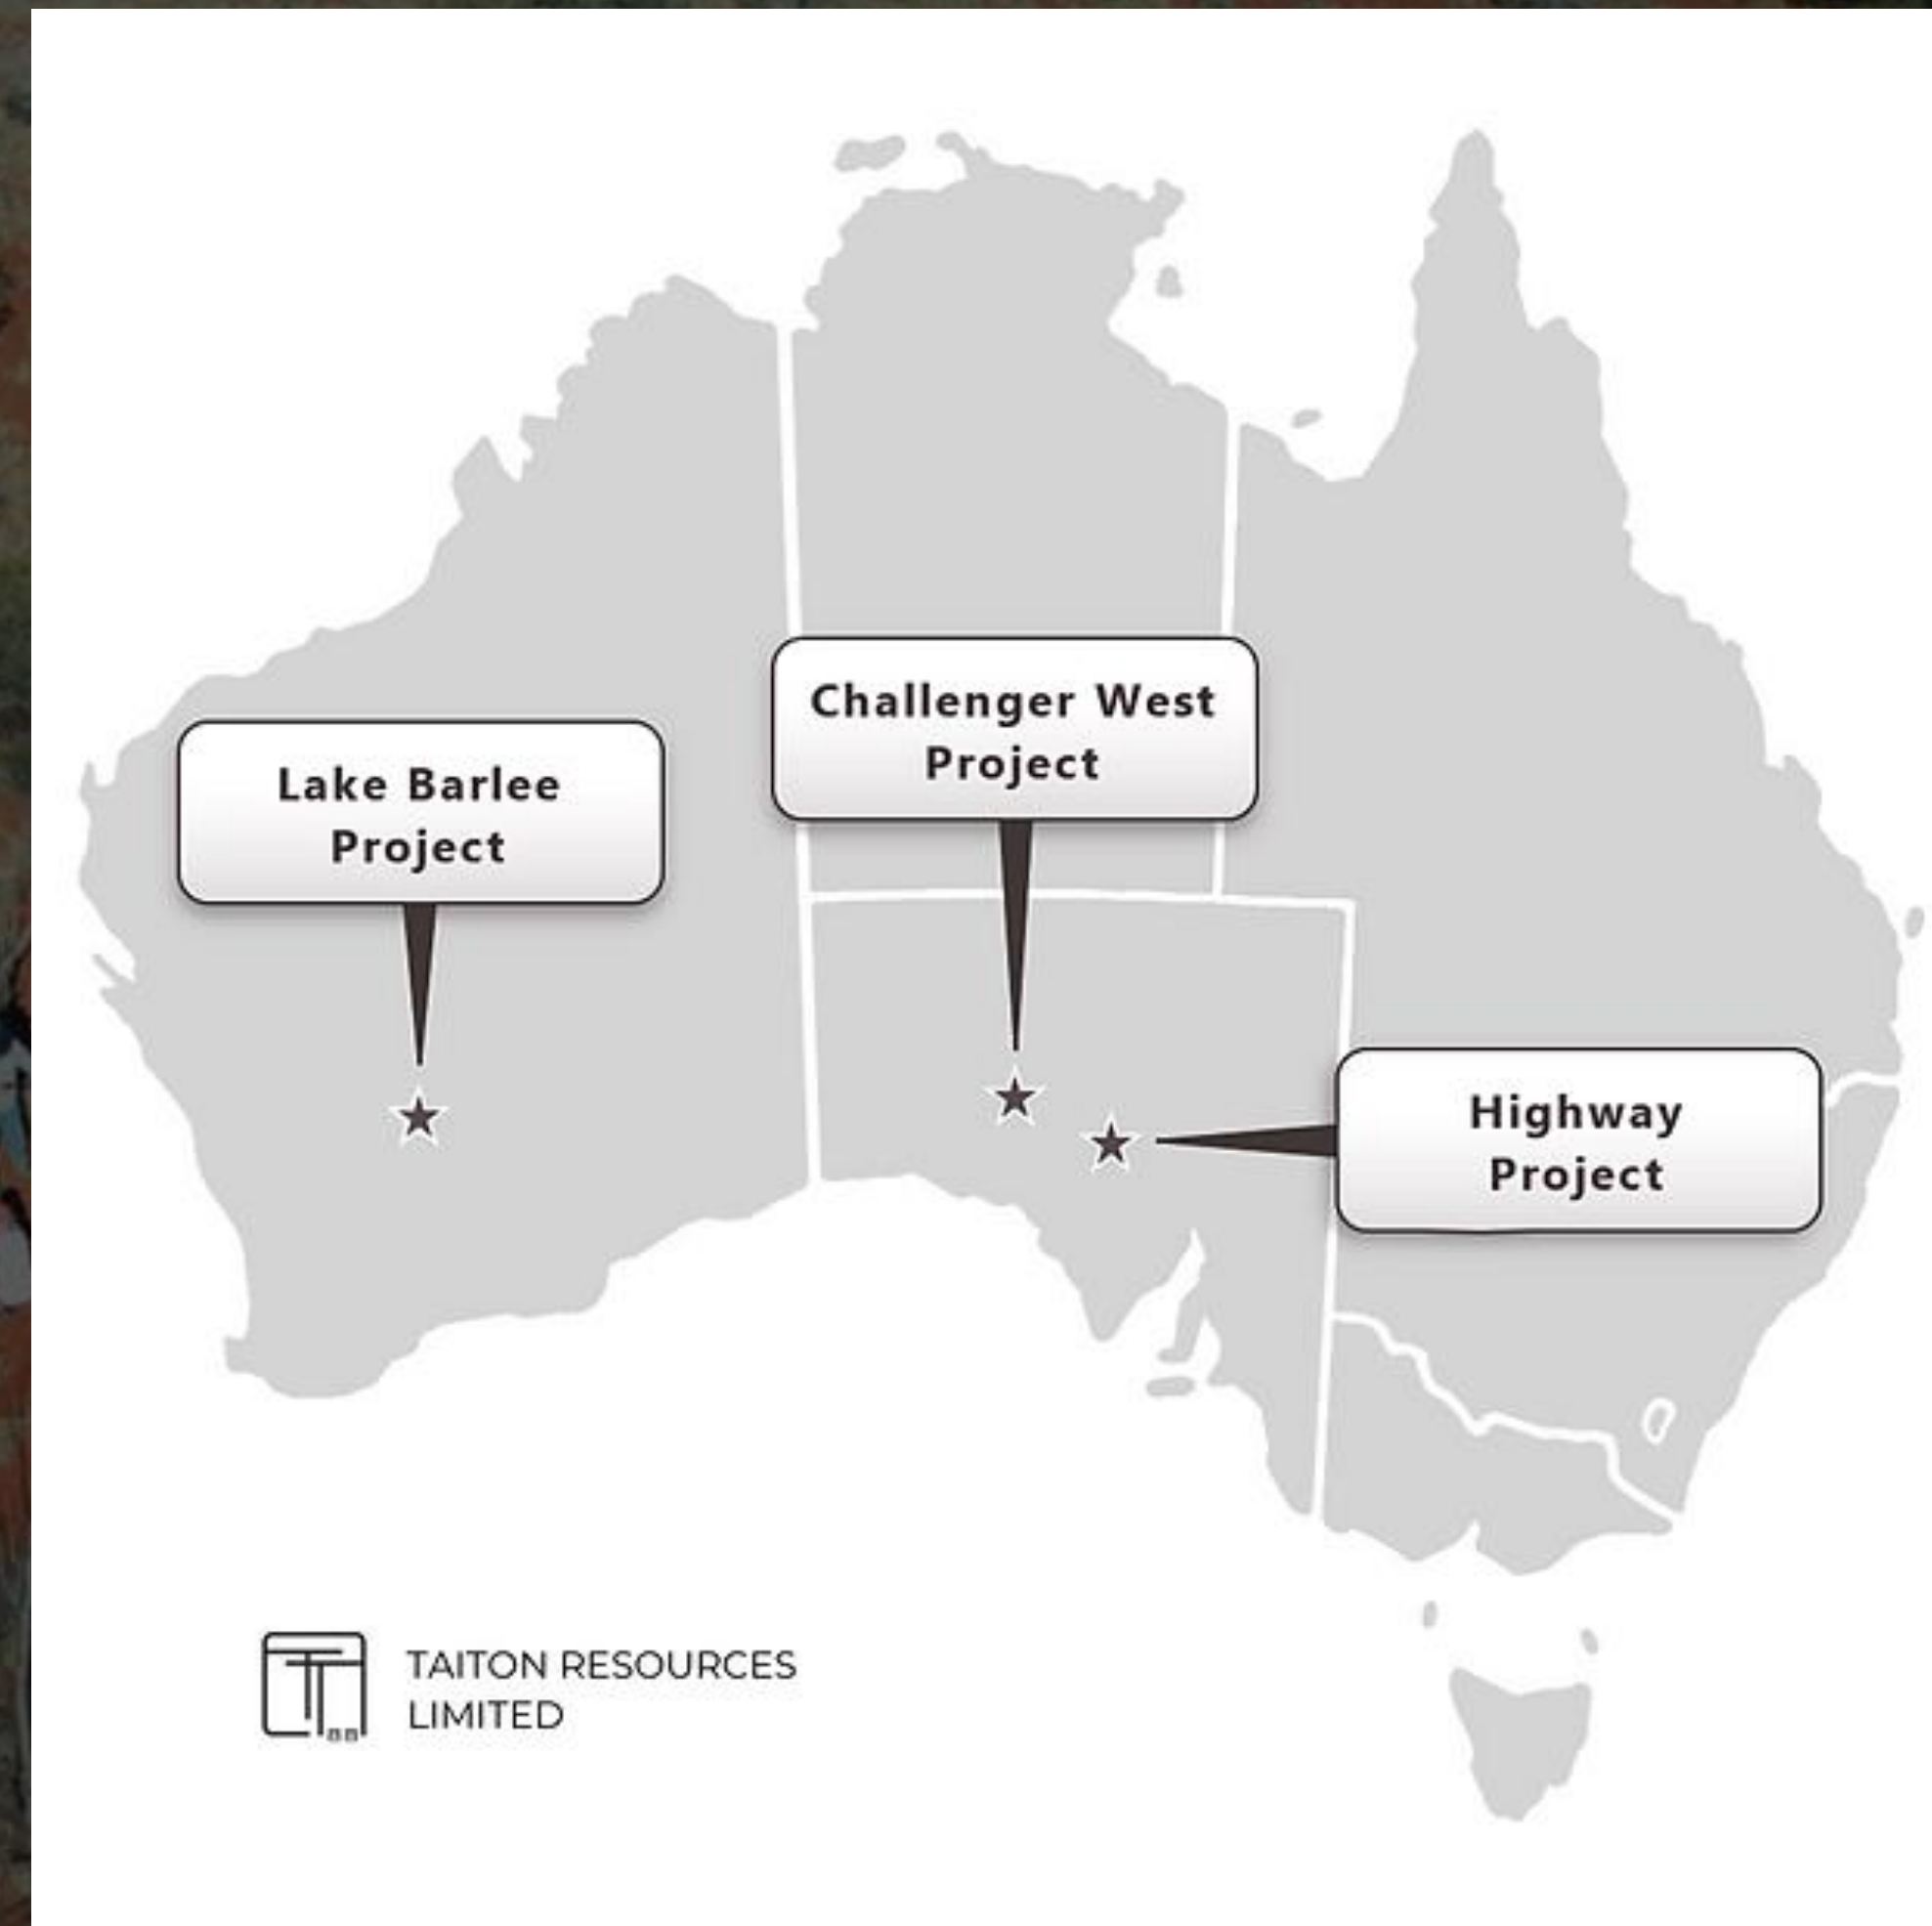 Challenger West
Project
Lake Barlee
Project
Highway
Project
TAITON RESOURCES
LIMITED